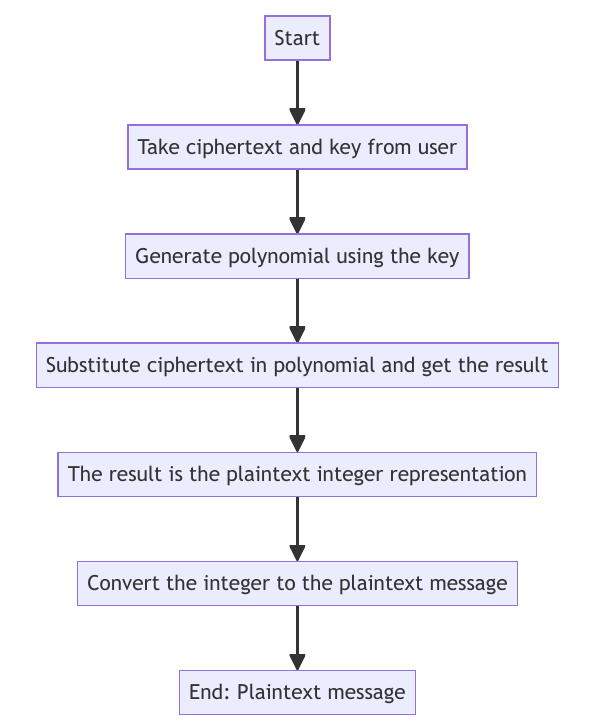 Start
Take ciphertext and key from user
Generate polynomial using the key
Substitute ciphertext in polynomial and get the result
The result is the plaintext integer representation
Convert the integer to the plaintext message
End: Plaintext message